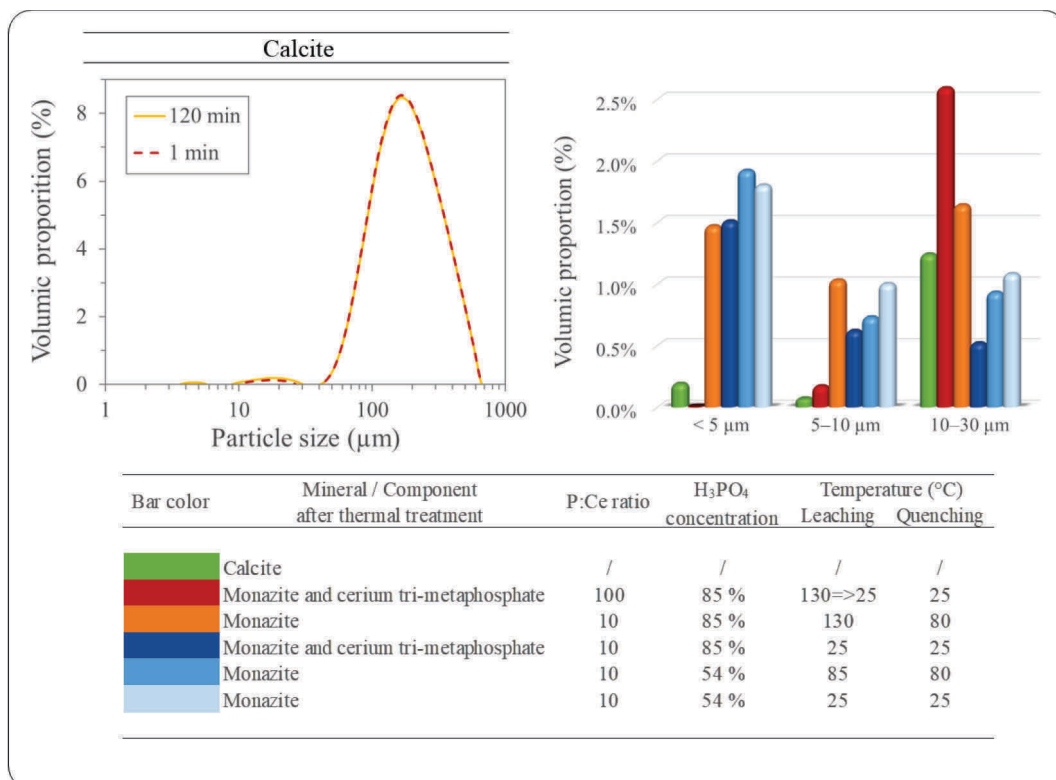 Calcite
Volumic proporition (%)
8
6
4
2
0
120 min
1 min
1
10
100
1000
Particle size (µm)
Volumic proportion (%)
2.5%
2.0%
1.5%
1.0%
0.5%
0.0%
< 5 µm
5–10 µm
10–30 µm
Bar color Mineral / Component after thermal treatment P:Ce ratio H₃PO₄ concentration Temperature (°C) Leaching Quenching
Calcite / / / /
Monazite and cerium tri-metaphosphate 100 85 % 130=>25 25
Monazite 10 85 % 130 80
Monazite and cerium tri-metaphosphate 10 85 % 25 25
Monazite 10 54 % 85 80
Monazite 10 54 % 25 25